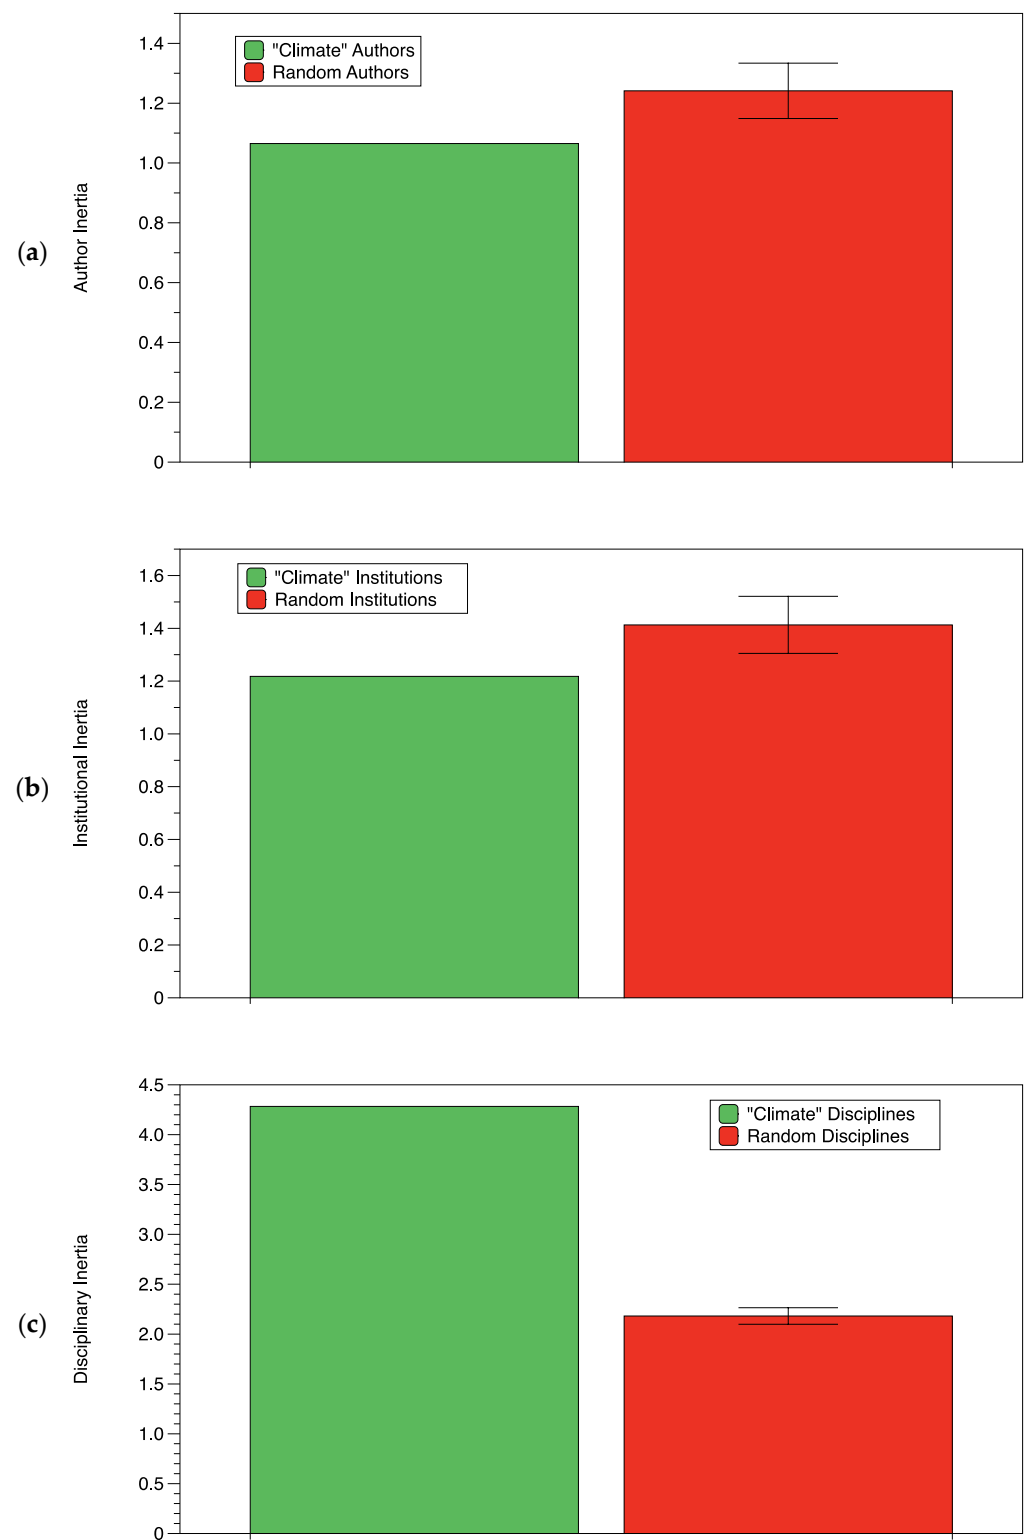 1.4
"Climate" Authors
Random Authors
1.2
1.0
0.8
(a)
Author Inertia
0.6
0.4
0.2
0
1.6
"Climate" Institutions
Random Institutions
1.4
1.2
1.0
(b)
Institutional Inertia
0.8
0.6
0.4
0.2
0
4.5
"Climate" Disciplines
Random Disciplines
4.0
3.5
3.0
2.5
(c)
Disciplinary Inertia
2.0
1.5
1.0
0.5
0